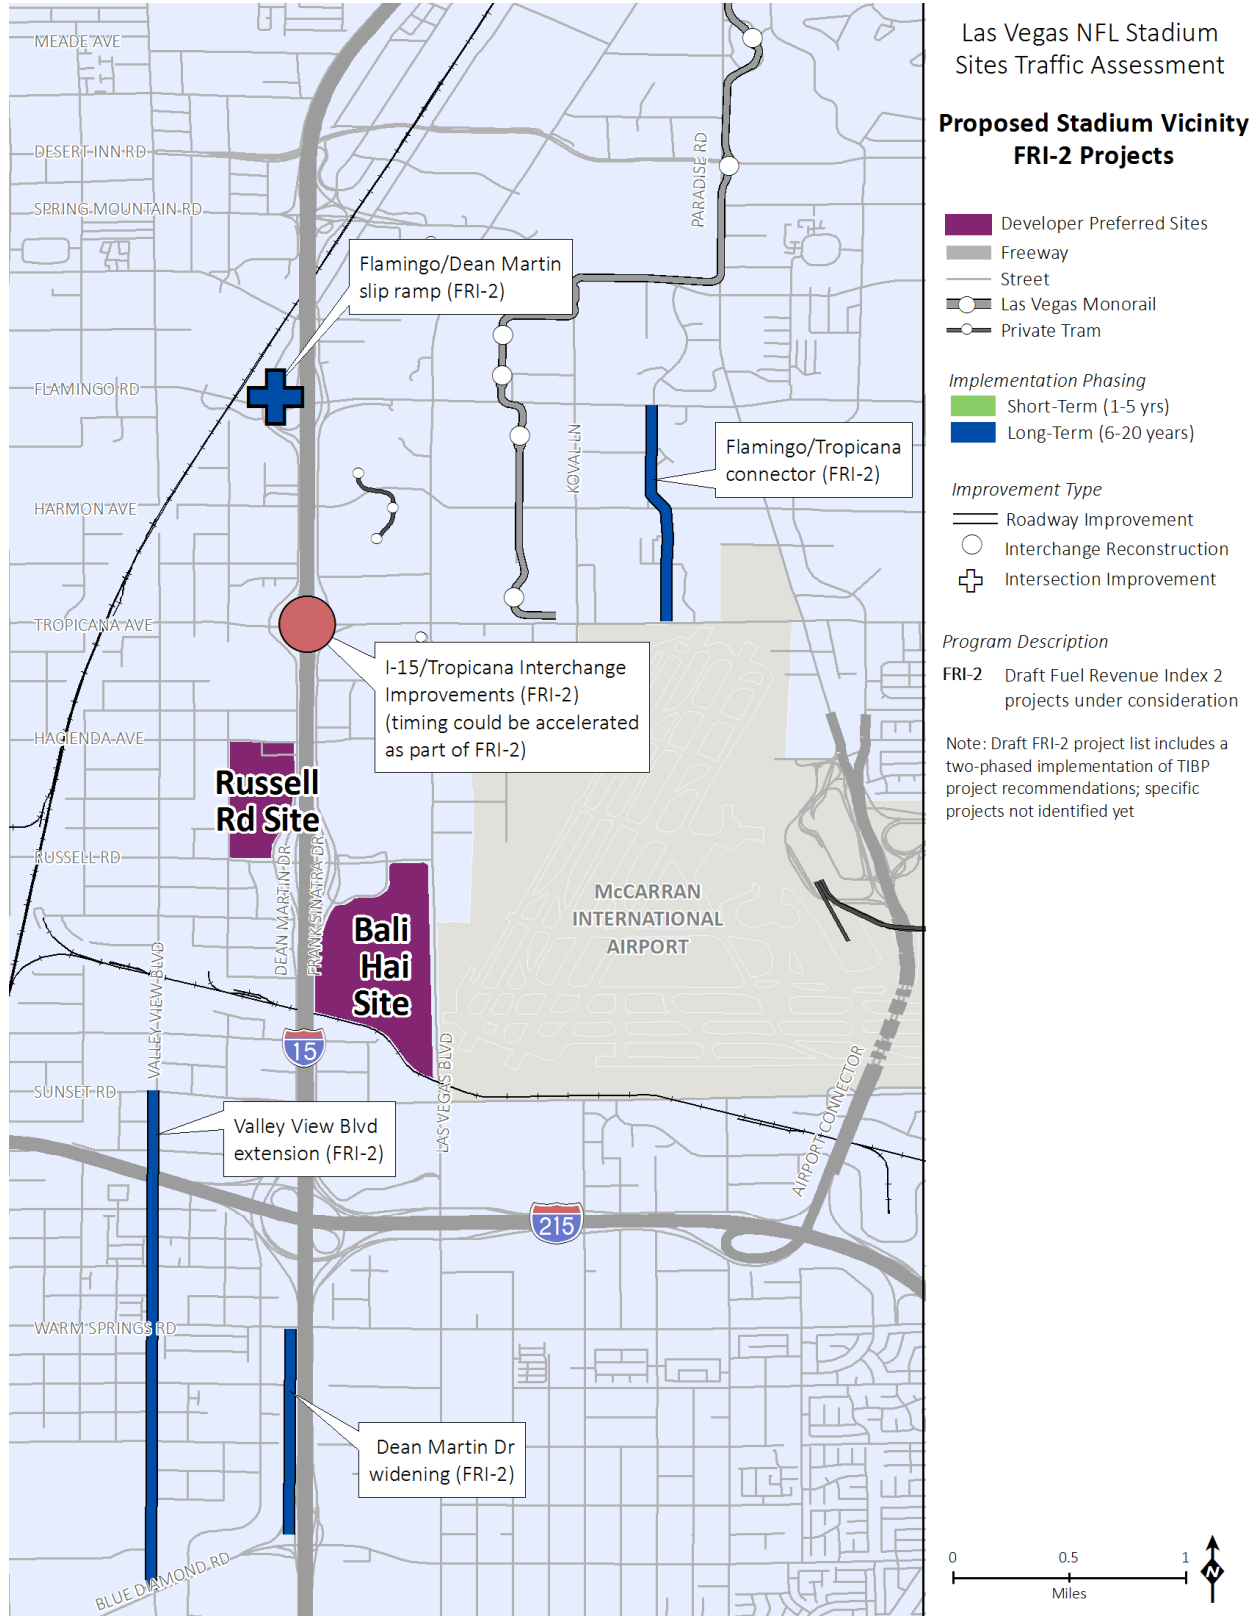 Las Vegas NFL Stadium
Sites Traffic Assessment
Proposed Stadium Vicinity
FRI-2 Projects
Developer Preferred Sites
Freeway
Street
Las Vegas Monorail
Private Tram
Implementation Phasing
Short-Term (1-5 yrs)
Long-Term (6-20 years)
Improvement Type
Roadway Improvement
Interchange Reconstruction
Intersection Improvement
Program Description
FRI-2 Draft Fuel Revenue Index 2
projects under consideration
Note: Draft FRI-2 project list includes a
two-phased implementation of TIBP
project recommendations; specific
projects not identified yet
0 0.5 1
Miles
N
MEADE AVE
DESERT INN RD
PARADISE RD
SPRING MOUNTAIN RD
Flamingo/Dean Martin
slip ramp (FRI-2)
FLAMINGO RD
KOVAL LN
Flamingo/Tropicana
connector (FRI-2)
HARMON AVE
TROPICANA AVE
I-15/Tropicana Interchange
Improvements (FRI-2)
(timing could be accelerated
as part of FRI-2)
HACIENDA AVE
Russell
Rd Site
RUSSELL RD
DEAN MARTIN DR
FRANK SINATRA DR
McCARRAN
INTERNATIONAL
AIRPORT
Bali
Hai
Site
VALLEY VIEW BLVD
15
LAS VEGAS BLVD
AIRPORT CONNECTOR
SUNSET RD
Valley View Blvd
extension (FRI-2)
215
WARM SPRINGS RD
Dean Martin Dr
widening (FRI-2)
BLUE DIAMOND RD